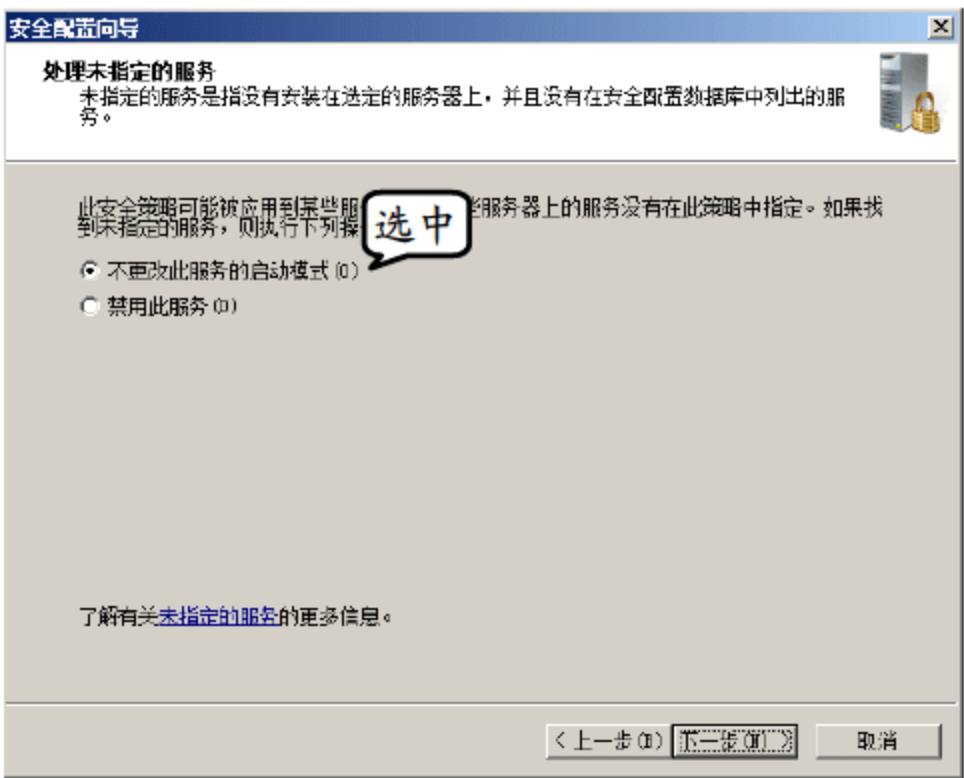 安全配置向导
处理未指定的服务
未指定的服务是指没有安装在选定的服务器上，并且没有在安全配置数据库中列出的服
务。
此安全策略可能被应用到某些服
些服务器上的服务没有在此策略中指定。如果找
到未指定的服务，则执行下列操
选中
不更改此服务的启动模式(O)
禁用此服务(D)
了解有关未指定的服务的更多信息。
< 上一步(B)
下一步(N) >
取消